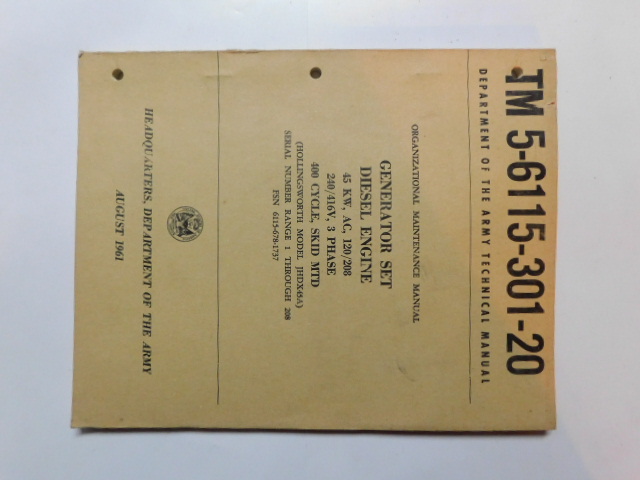 TM 5-6115-301-20
DEPARTMENT OF THE ARMY TECHNICAL MANUAL
ORGANIZATIONAL MAINTENANCE MANUAL
GENERATOR SET
DIESEL ENGINE
45 KW, AC, 120/208
240/416V, 3 PHASE
400 CYCLE, SKID MTD
(HOLLINGSWORTH MODEL JHDX45A)
SERIAL NUMBER RANGE 1 THROUGH 208
FSN 6115-678-1757
HEADQUARTERS, DEPARTMENT OF THE ARMY
AUGUST 1961